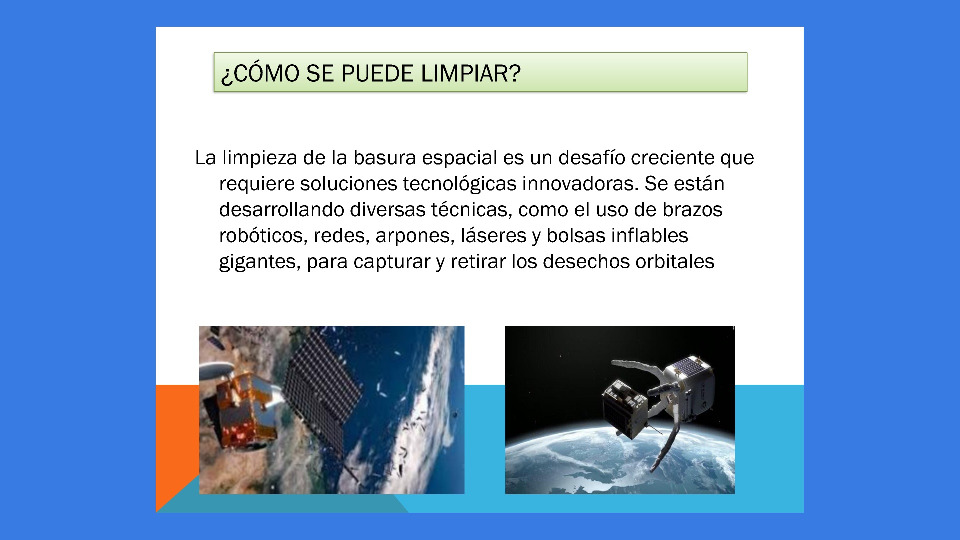 ¿CÓMO SE PUEDE LIMPIAR?
La limpieza de la basura espacial es un desafío creciente que
requiere soluciones tecnológicas innovadoras. Se están
desarrollando diversas técnicas, como el uso de brazos
robóticos, redes, arpones, láseres y bolsas inflables
gigantes, para capturar y retirar los desechos orbitales